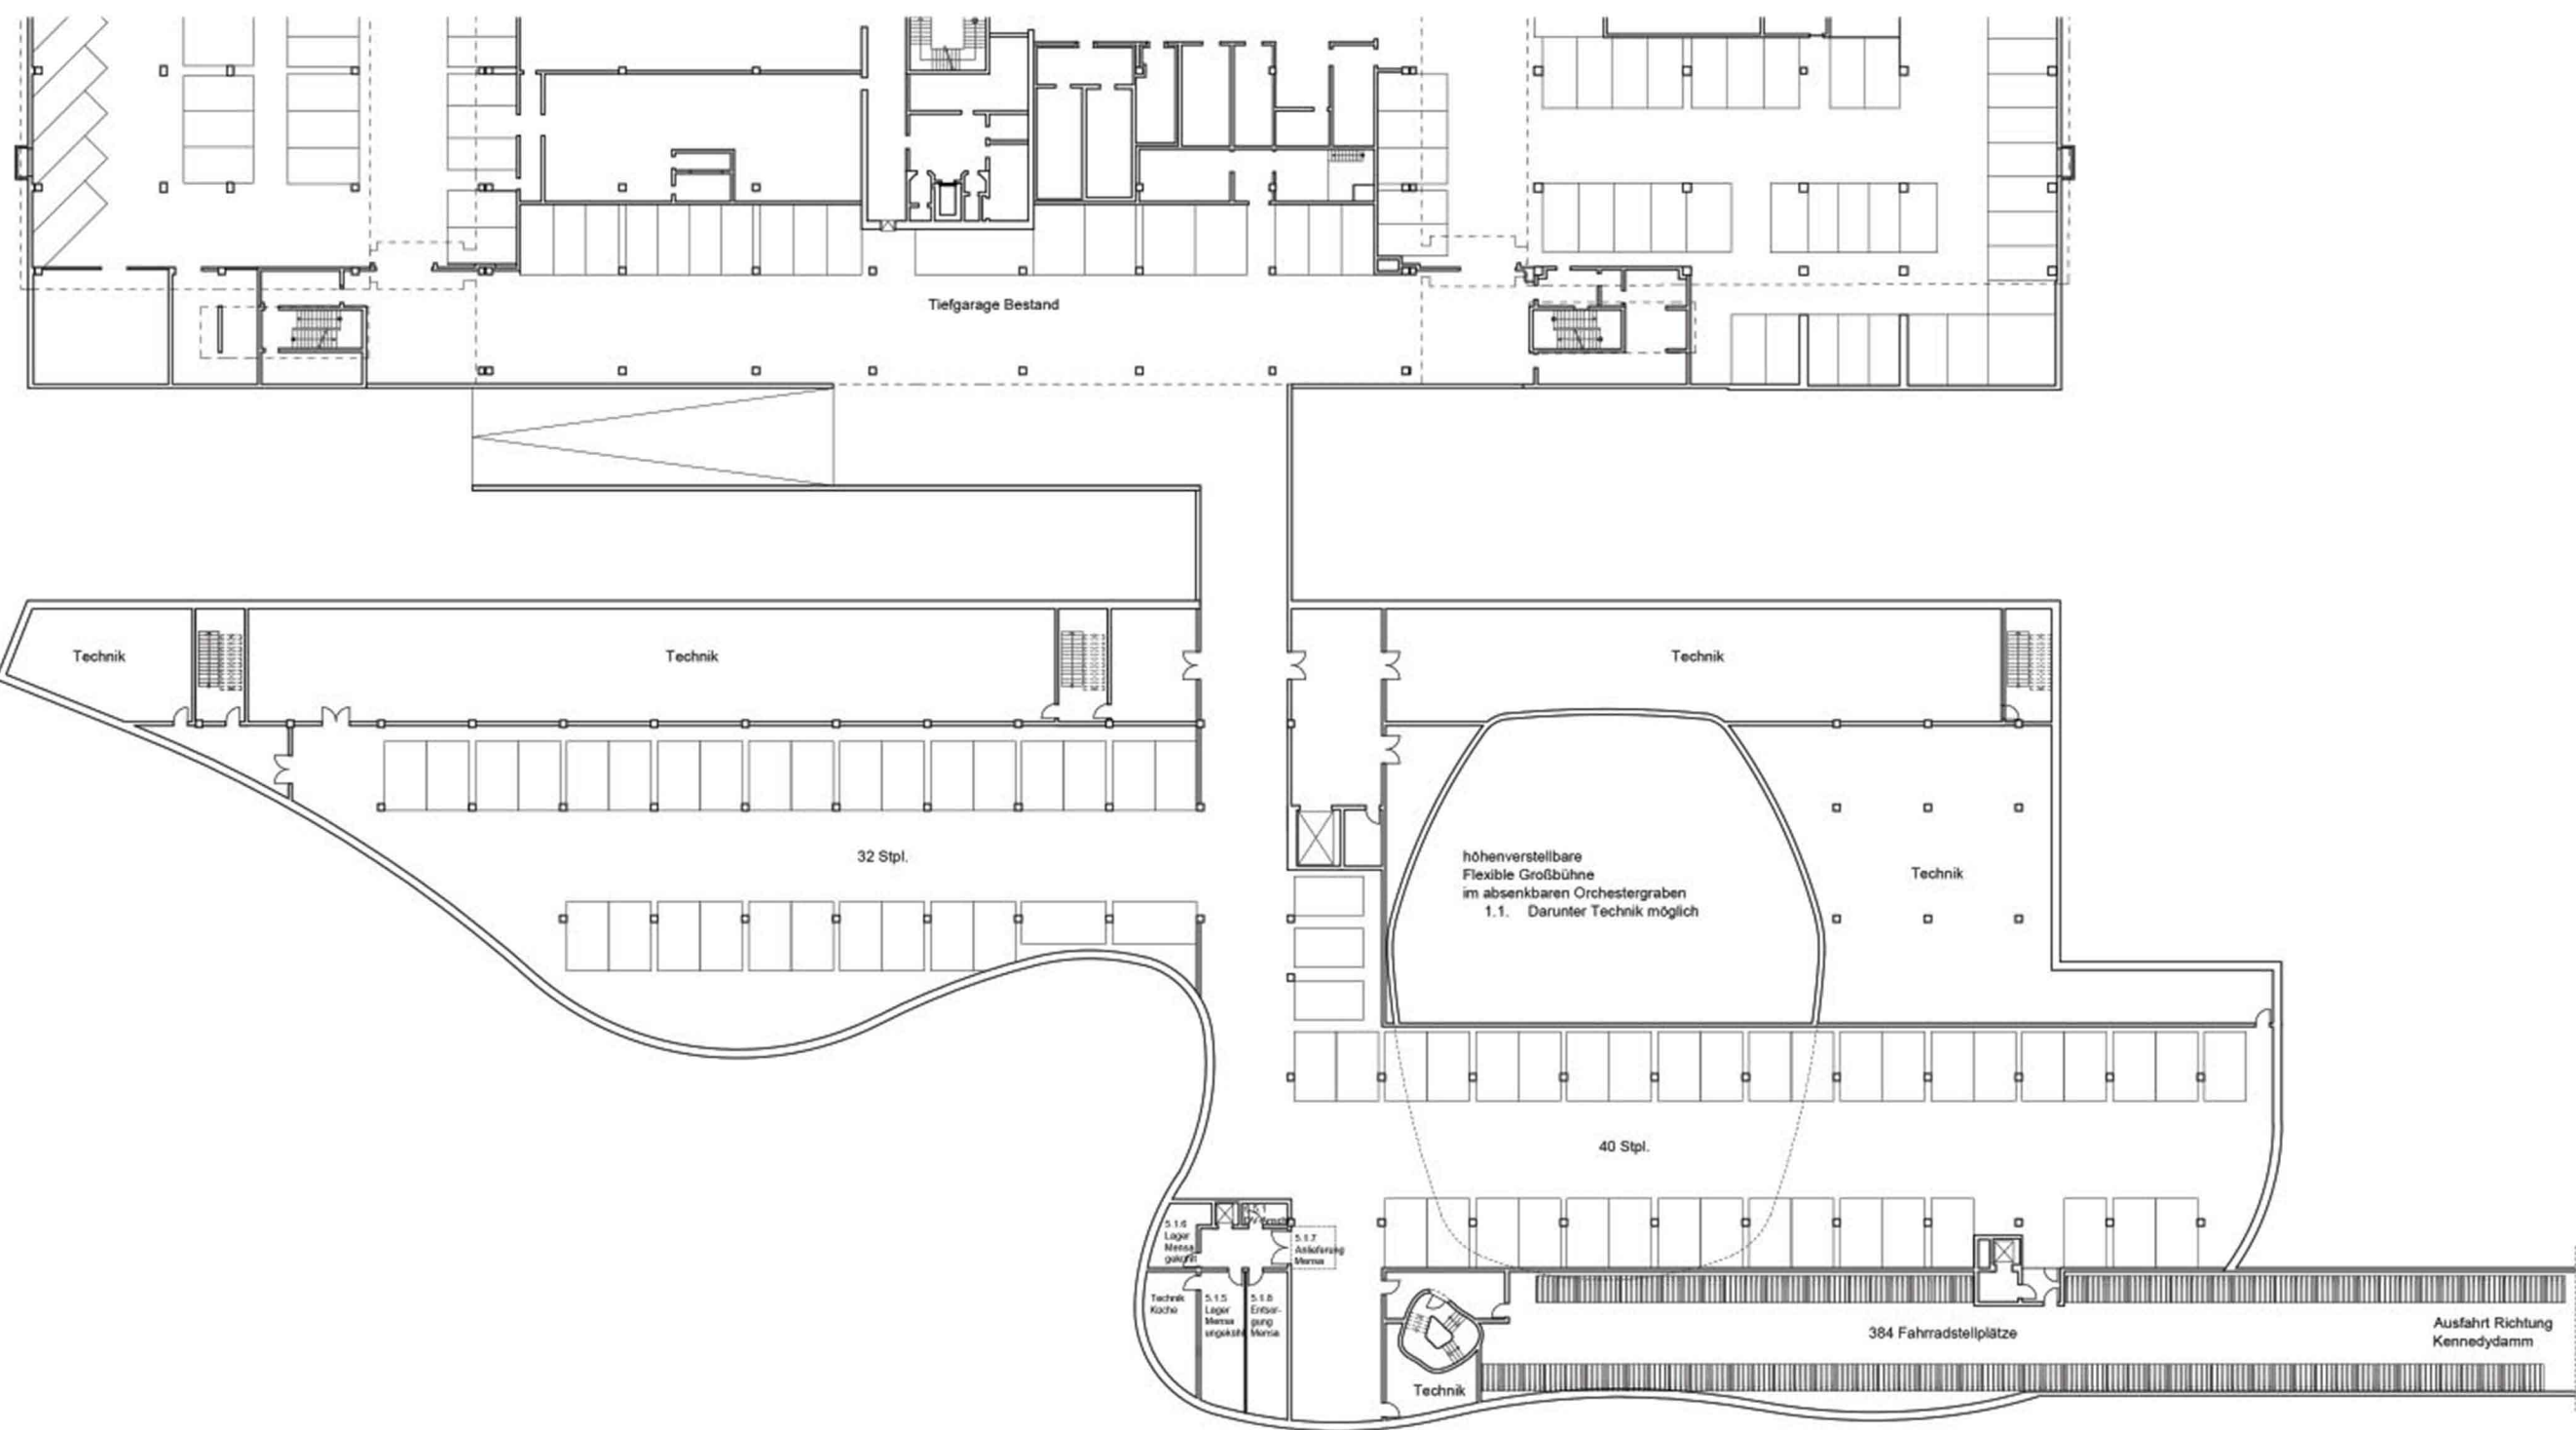 Tiefgarage Bestand
Technik
Technik
Technik
32 Stpl.
höhenverstellbare
Flexible Großbühne
im absenkbaren Orchestergraben
1.1. Darunter Technik möglich
Technik
40 Stpl.
5.1.6
Lager
Mensa
gekühlt
5.1.7
Anlieferung
Mensa
Technik
Küche
5.1.5
Lager
Mensa
ungekühlt
5.1.8
Entsor-
gung
Mensa
384 Fahrradstellplätze
Ausfahrt Richtung
Kennedydamm
Technik